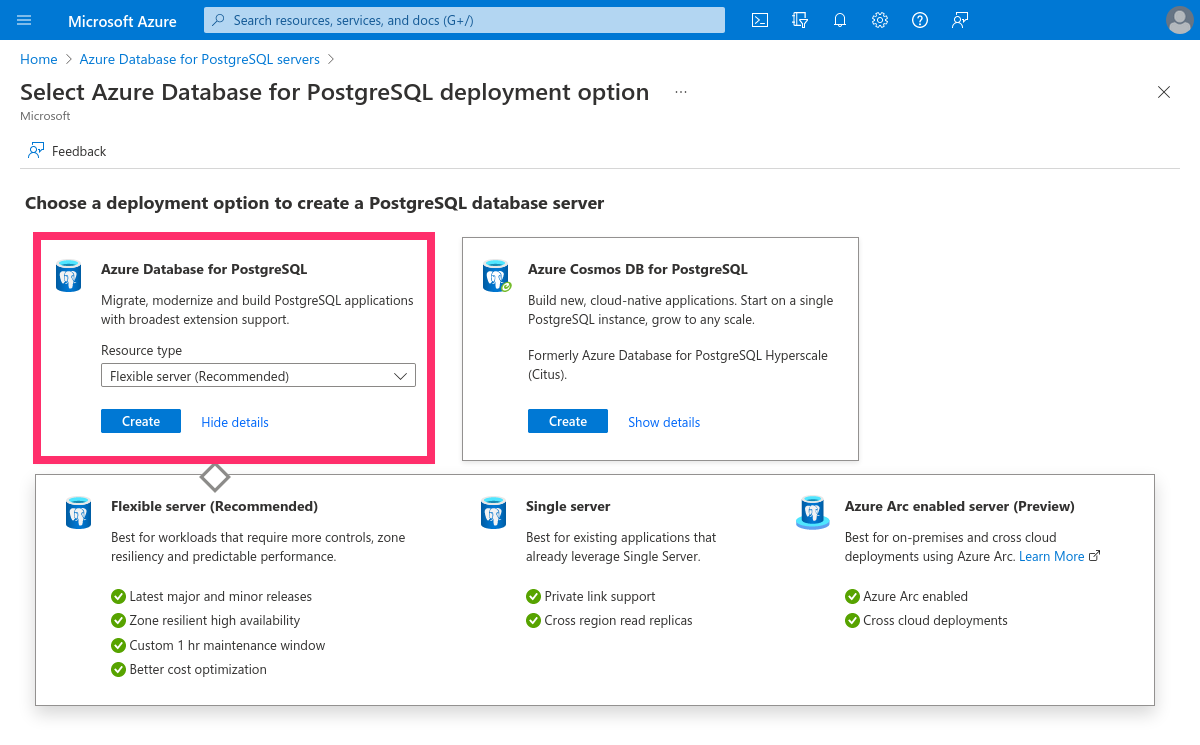 Microsoft Azure
Search resources, services, and docs (G+/)
Home > Azure Database for PostgreSQL servers >
Select Azure Database for PostgreSQL deployment option ...
Microsoft
Feedback
Choose a deployment option to create a PostgreSQL database server
Azure Database for PostgreSQL
Migrate, modernize and build PostgreSQL applications
with broadest extension support.
Resource type
Flexible server (Recommended)
Create
Hide details
Azure Cosmos DB for PostgreSQL
Build new, cloud-native applications. Start on a single
PostgreSQL instance, grow to any scale.
Formerly Azure Database for PostgreSQL Hyperscale
(Citus).
Create
Show details
Flexible server (Recommended)
Best for workloads that require more controls, zone
resiliency and predictable performance.
Latest major and minor releases
Zone resilient high availability
Custom 1 hr maintenance window
Better cost optimization
Single server
Best for existing applications that
already leverage Single Server.
Private link support
Cross region read replicas
Azure Arc enabled server (Preview)
Best for on-premises and cross cloud
deployments using Azure Arc. Learn More
Azure Arc enabled
Cross cloud deployments